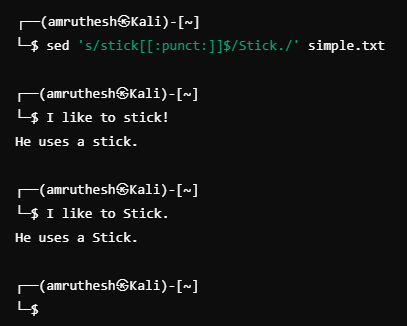 ┌──(amruthesh㉿Kali)-[~]
└─$ sed 's/stick[[:punct:]]$/Stick./' simple.txt
┌──(amruthesh㉿Kali)-[~]
└─$ I like to stick!
He uses a stick.
┌──(amruthesh㉿Kali)-[~]
└─$ I like to Stick.
He uses a Stick.
┌──(amruthesh㉿Kali)-[~]
└─$